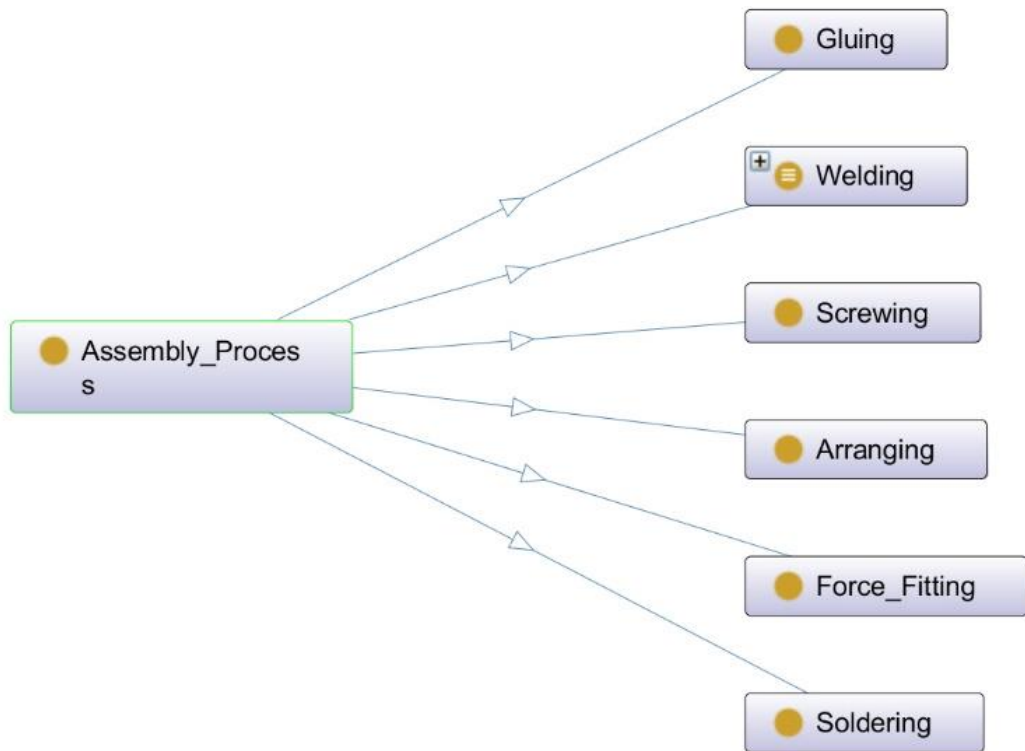 Gluing
Welding
Screwing
Assembly_Proces
s
Arranging
Force_Fitting
Soldering